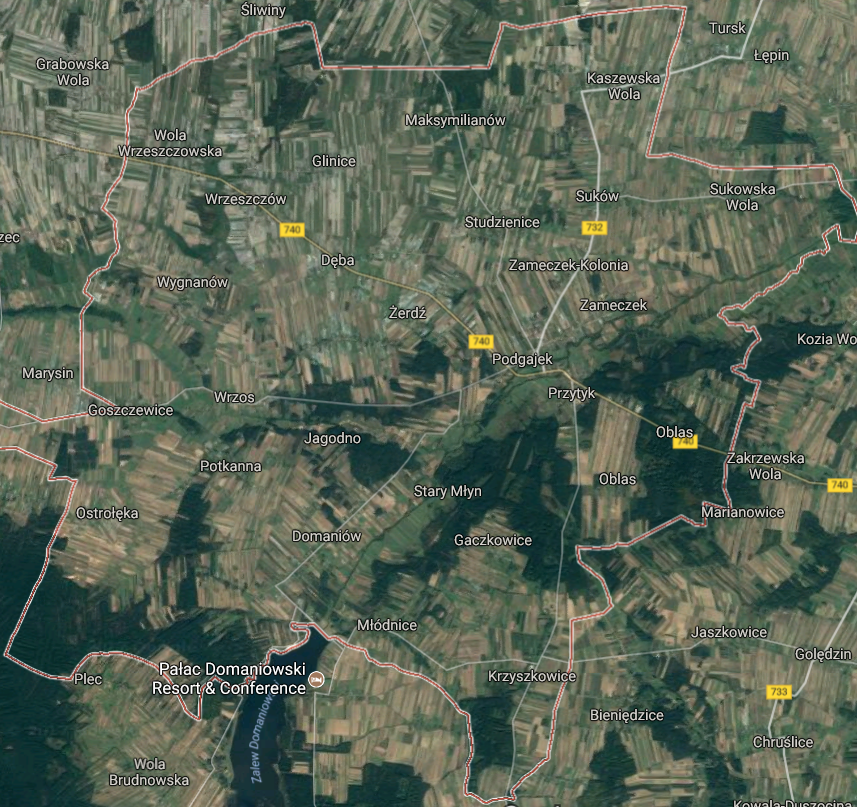 Śliwiny
Tursk
Łępin
Grabowska
Wola
Kaszewska
Wola
Maksymilianów
Wola
Wrzeszczowska
Glinice
Wrzeszczów
Suków
Sukowska
Wola
Studzienice
740
732
zec
Dęba
Zameczek-Kolonia
Wygnanów
Zameczek
Żerdź
740
Kozia Wo
Podgajek
Marysin
Przytyk
Wrzos
Goszczewice
Oblas
740
Jagodno
Potkanna
Zakrzewska
Wola
Oblas
740
Stary Młyn
Ostrołęka
Marianowice
Domaniów
Gaczkowice
Młódnice
Jaszkowice
Golędzin
Pałac Domaniowski
Resort & Conference
Plec
Krzyszkowice
733
Bieniędzice
Zalew Domaniow
Chruślice
Wola
Brudnowska
Kowala-Duszocina